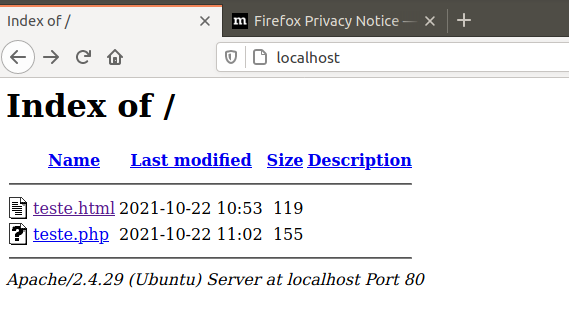 Index of /
Firefox Privacy Notice —
localhost
Index of /
Name Last modified Size Description
teste.html 2021-10-22 10:53 119
teste.php 2021-10-22 11:02 155
Apache/2.4.29 (Ubuntu) Server at localhost Port 80